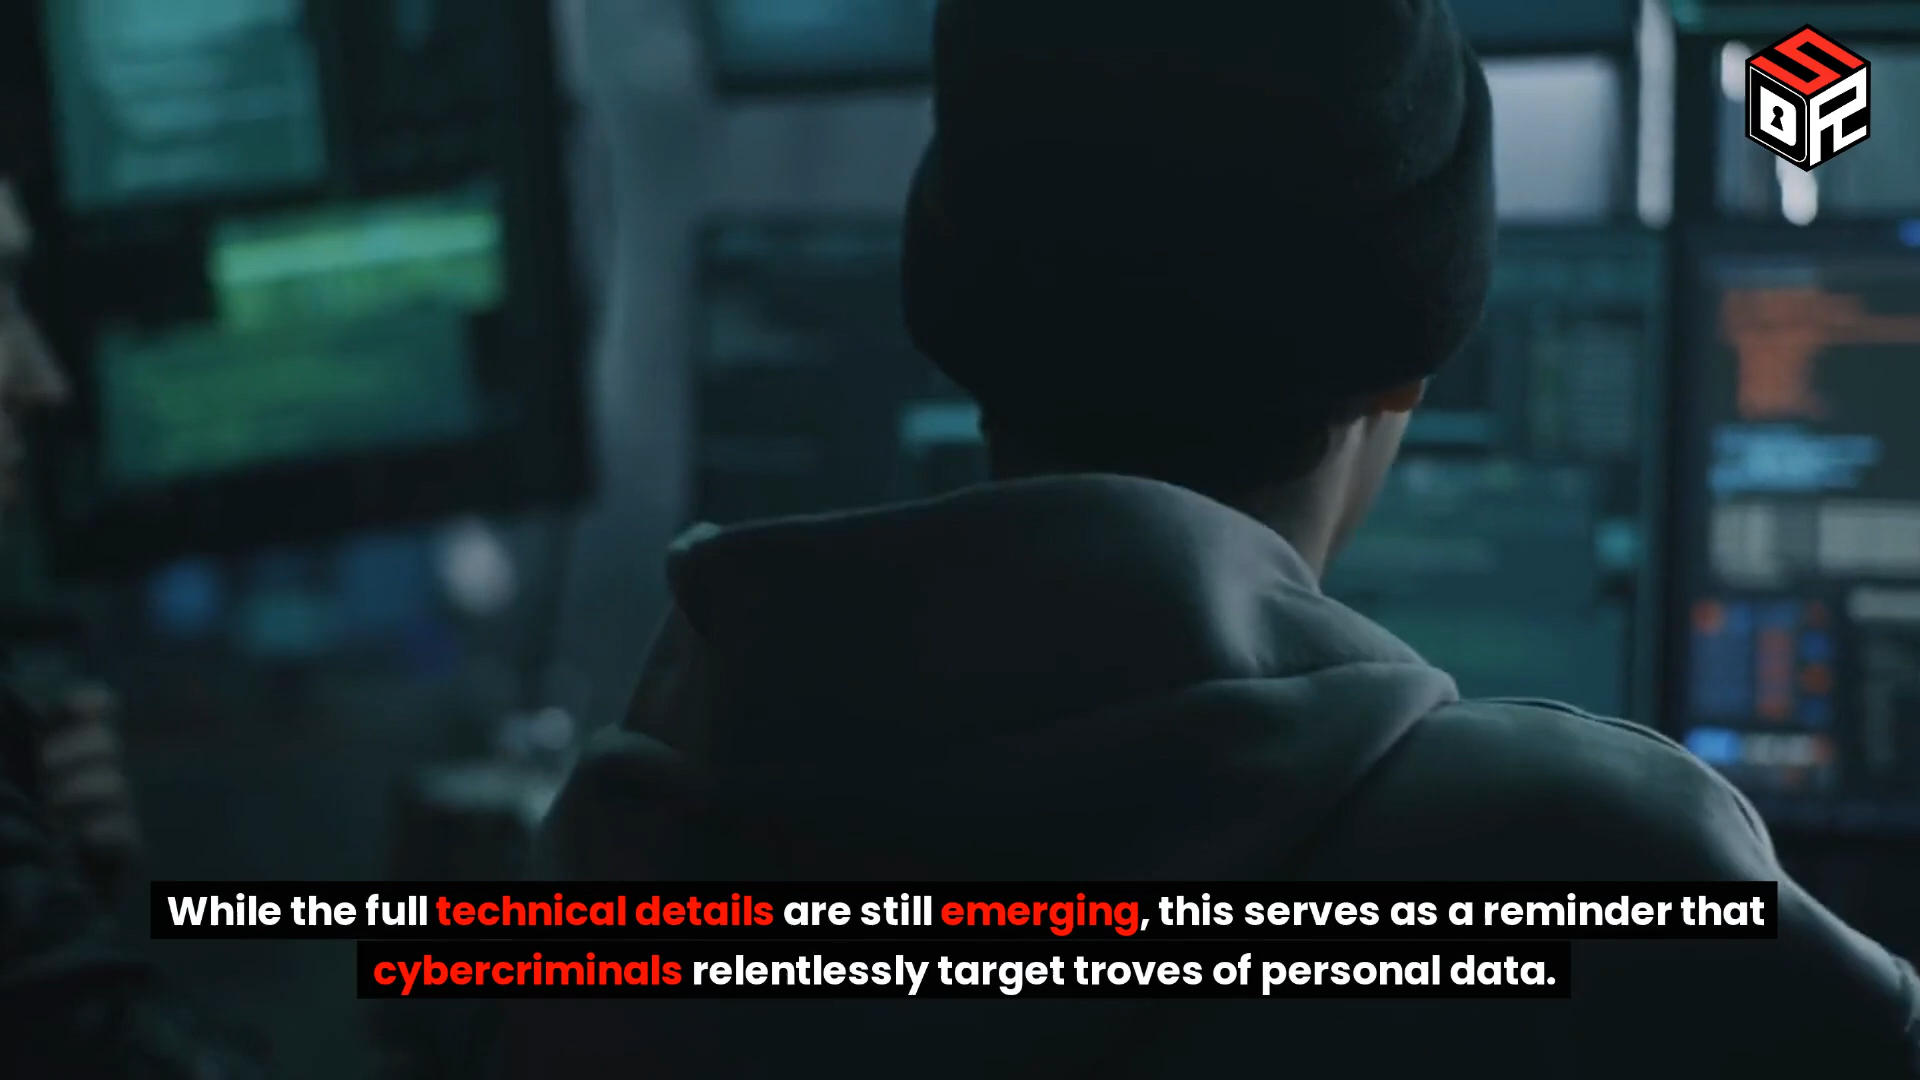 While the full technical details are still emerging, this serves as a reminder that
cybercriminals relentlessly target troves of personal data.